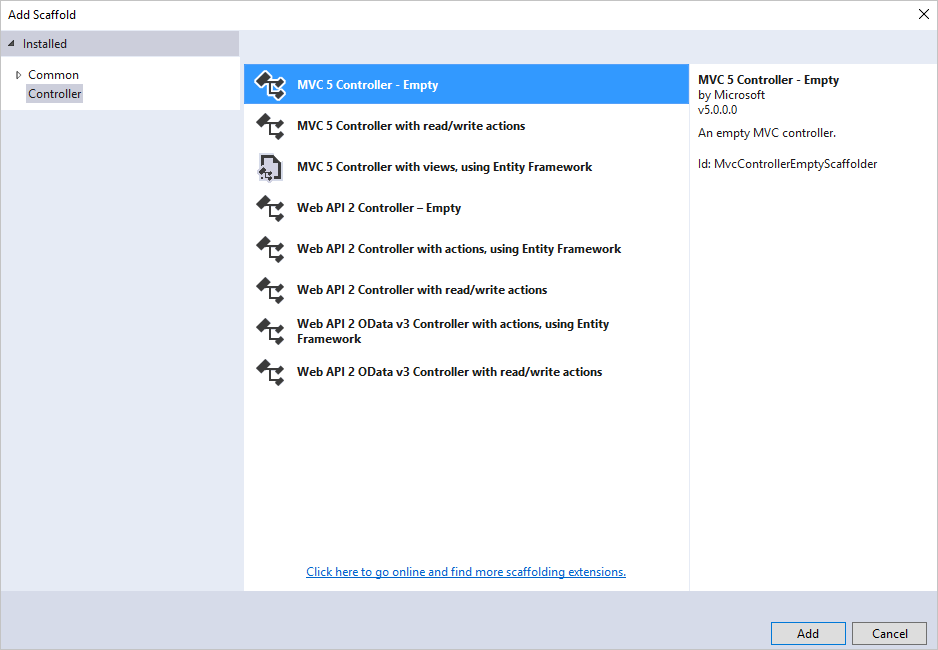 Add Scaffold
Installed
Common
Controller
MVC 5 Controller - Empty
MVC 5 Controller with read/write actions
MVC 5 Controller with views, using Entity Framework
Web API 2 Controller – Empty
Web API 2 Controller with actions, using Entity Framework
Web API 2 Controller with read/write actions
Web API 2 OData v3 Controller with actions, using Entity
Framework
Web API 2 OData v3 Controller with read/write actions
Click here to go online and find more scaffolding extensions.
MVC 5 Controller - Empty
by Microsoft
v5.0.0.0
An empty MVC controller.
Id: MvcControllerEmptyScaffolder
Add
Cancel